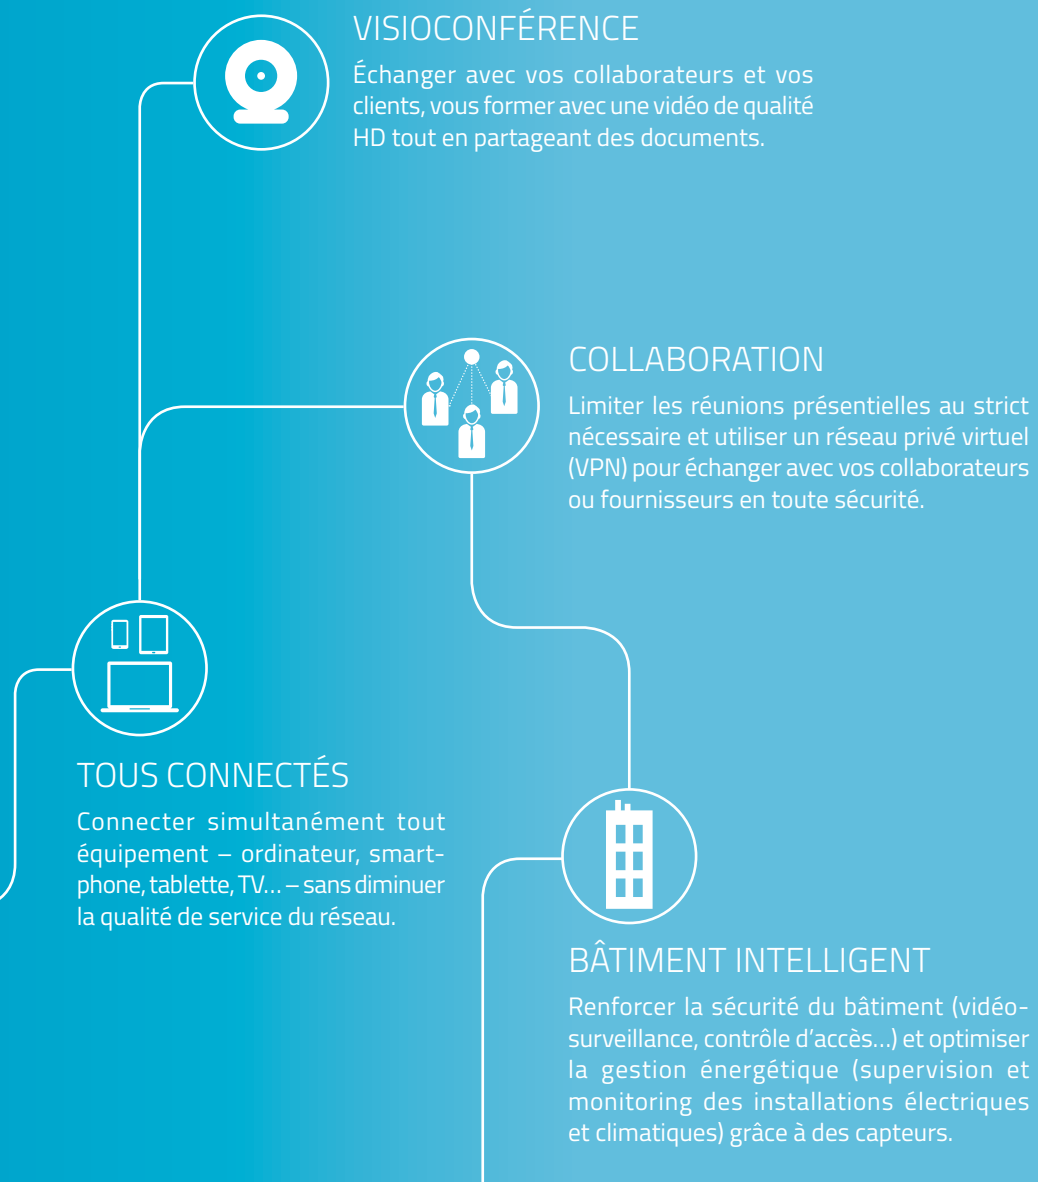 VISIOCONFÉRENCE
Échanger avec vos collaborateurs et vos
clients, vous former avec une vidéo de qualité
HD tout en partageant des documents.
COLLABORATION
Limiter les réunions présentielles au strict
nécessaire et utiliser un réseau privé virtuel
(VPN) pour échanger avec vos collaborateurs
ou fournisseurs en toute sécurité.
TOUS CONNECTÉS
Connecter simultanément tout
équipement – ordinateur, smart-
phone, tablette, TV... – sans diminuer
la qualité de service du réseau.
BÂTIMENT INTELLIGENT
Renforcer la sécurité du bâtiment (vidéo-
surveillance, contrôle d’accès...) et optimiser
la gestion énergétique (supervision et
monitoring des installations électriques
et climatiques) grâce à des capteurs.